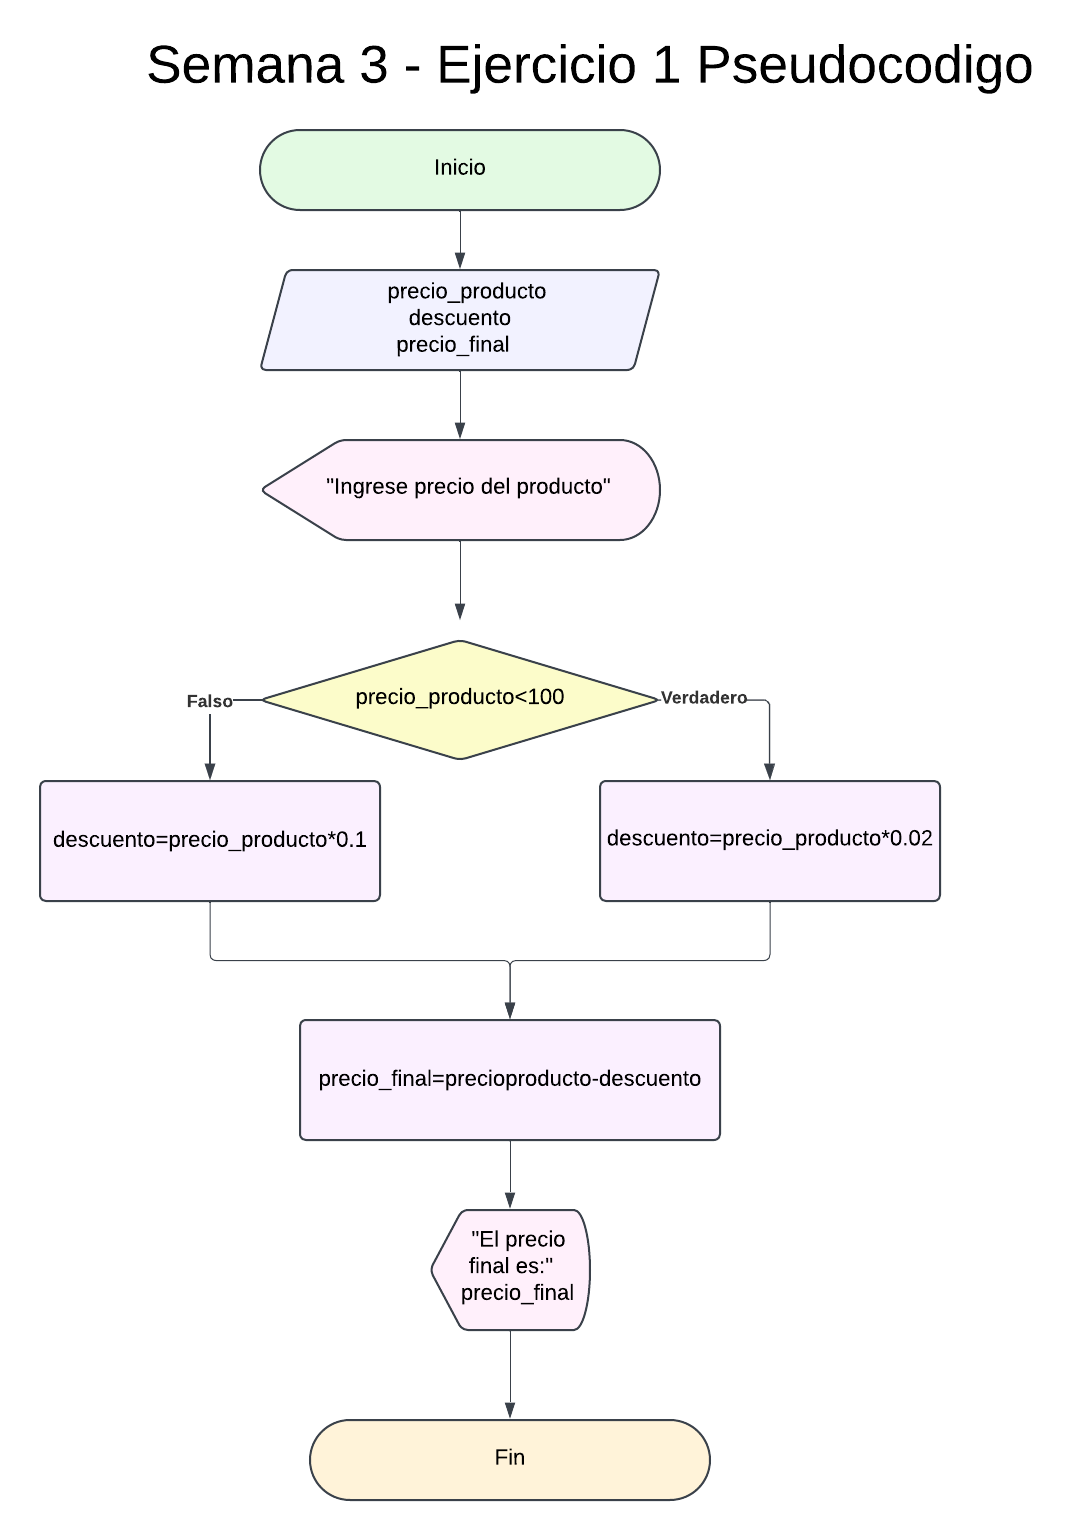 Semana 3 - Ejercicio 1 Pseudocodigo
Inicio
precio_producto
descuento
precio_final
"Ingrese precio del producto"
precio_producto<100
Falso
Verdadero
descuento=precio_producto*0.1
descuento=precio_producto*0.02
precio_final=precioproducto-descuento
"El precio
final es:"
precio_final
Fin